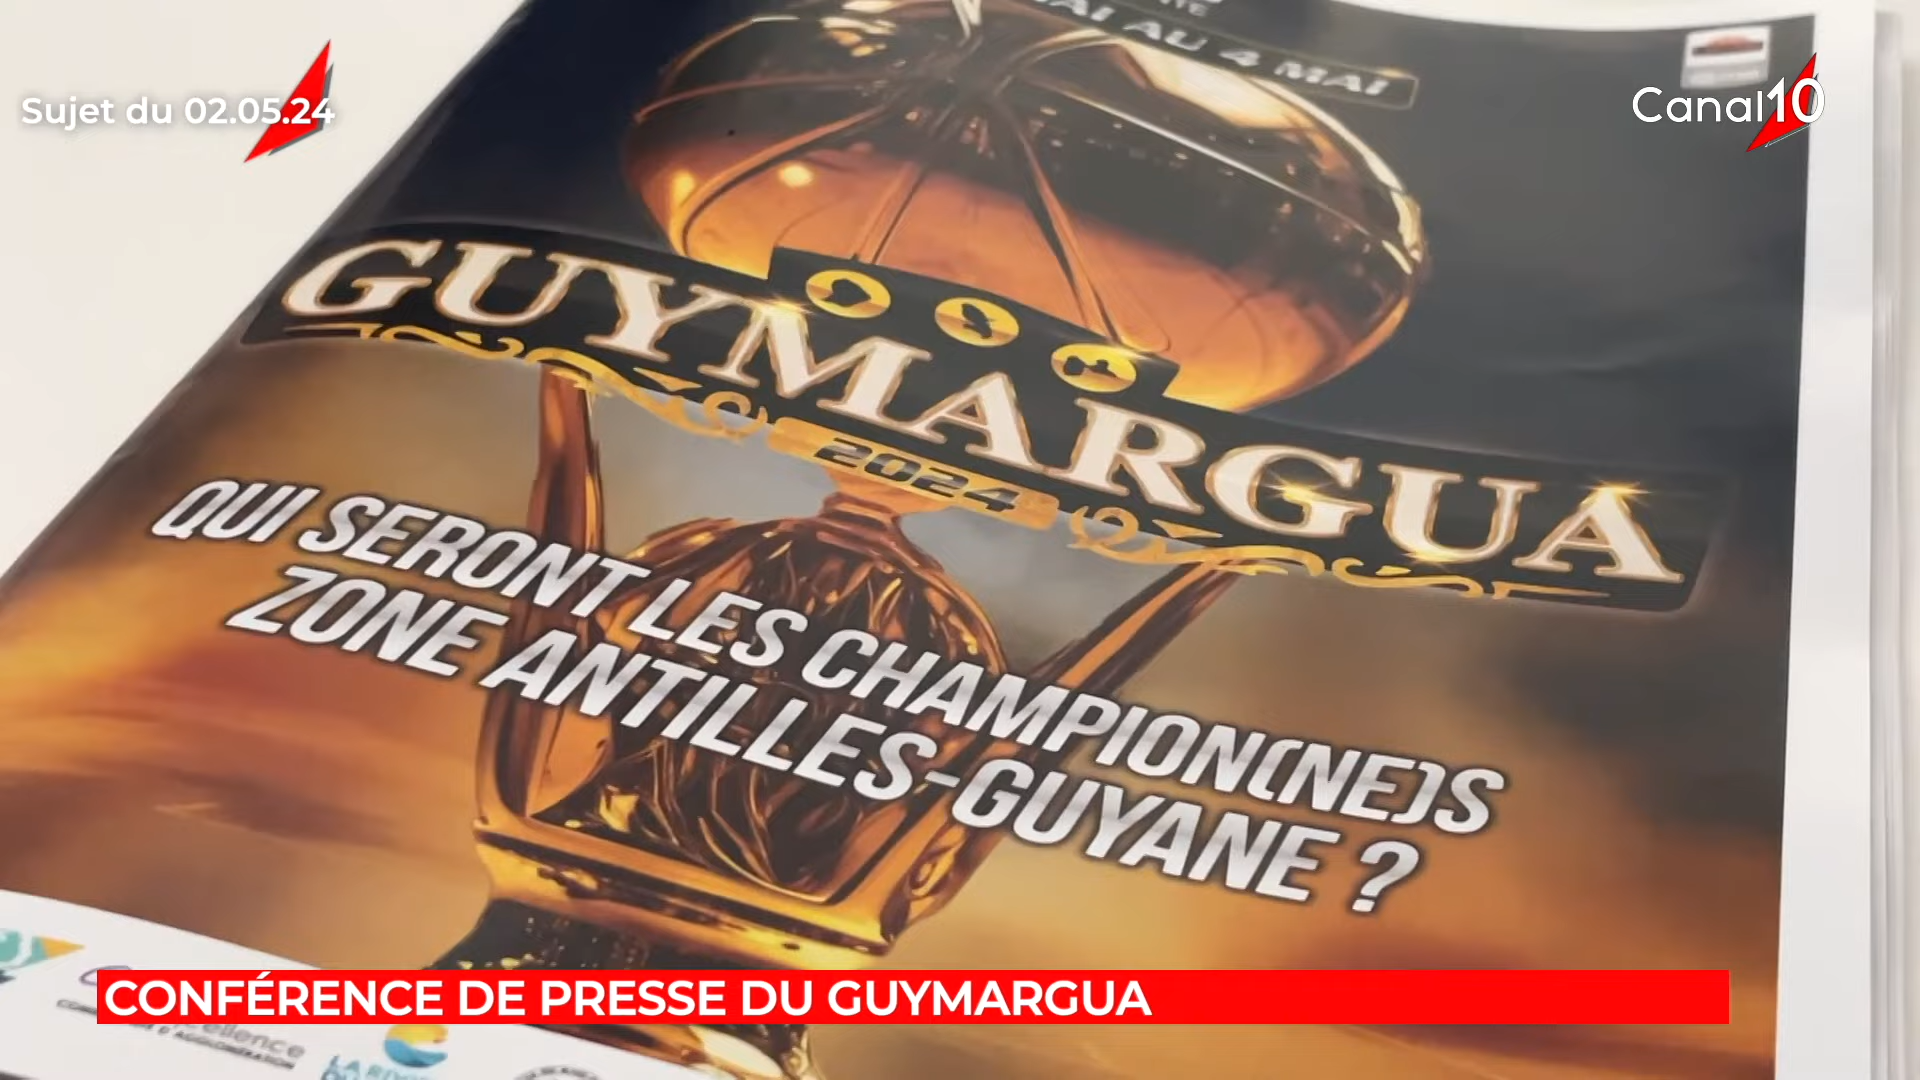 AI AU 4 MAI
Sujet du 02.05.24
Canal10
GUYMARGUA
2024
QUI SERONT LES CHAMPION(NE)S
ZONE ANTILLES-GUYANE ?
CONFÉRENCE DE PRESSE DU GUYMARGUA
D'AGGLOMÉRATION